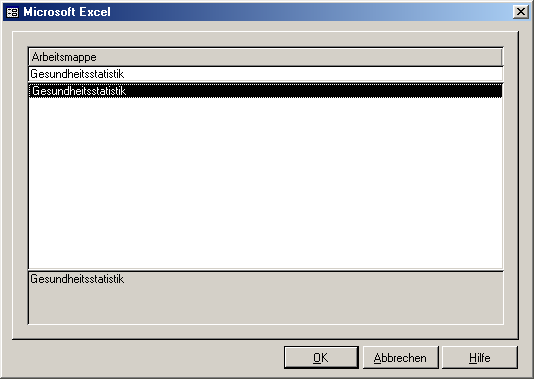 Microsoft Excel
Arbeitsmappe
Gesundheitsstatistik
Gesundheitsstatistik
Gesundheitsstatistik
OK Abbrechen Hilfe